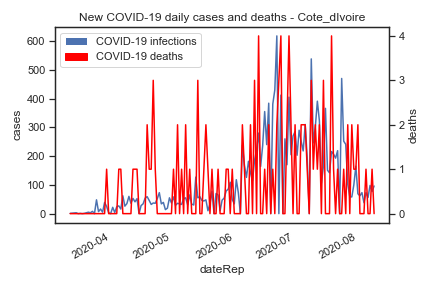 New COVID-19 daily cases and deaths - Cote_dIvoire
COVID-19 infections
COVID-19 deaths
600
500
400
300
200
100
0
cases
4
3
2
1
0
deaths
2020-04
2020-05
2020-06
2020-07
2020-08
dateRep